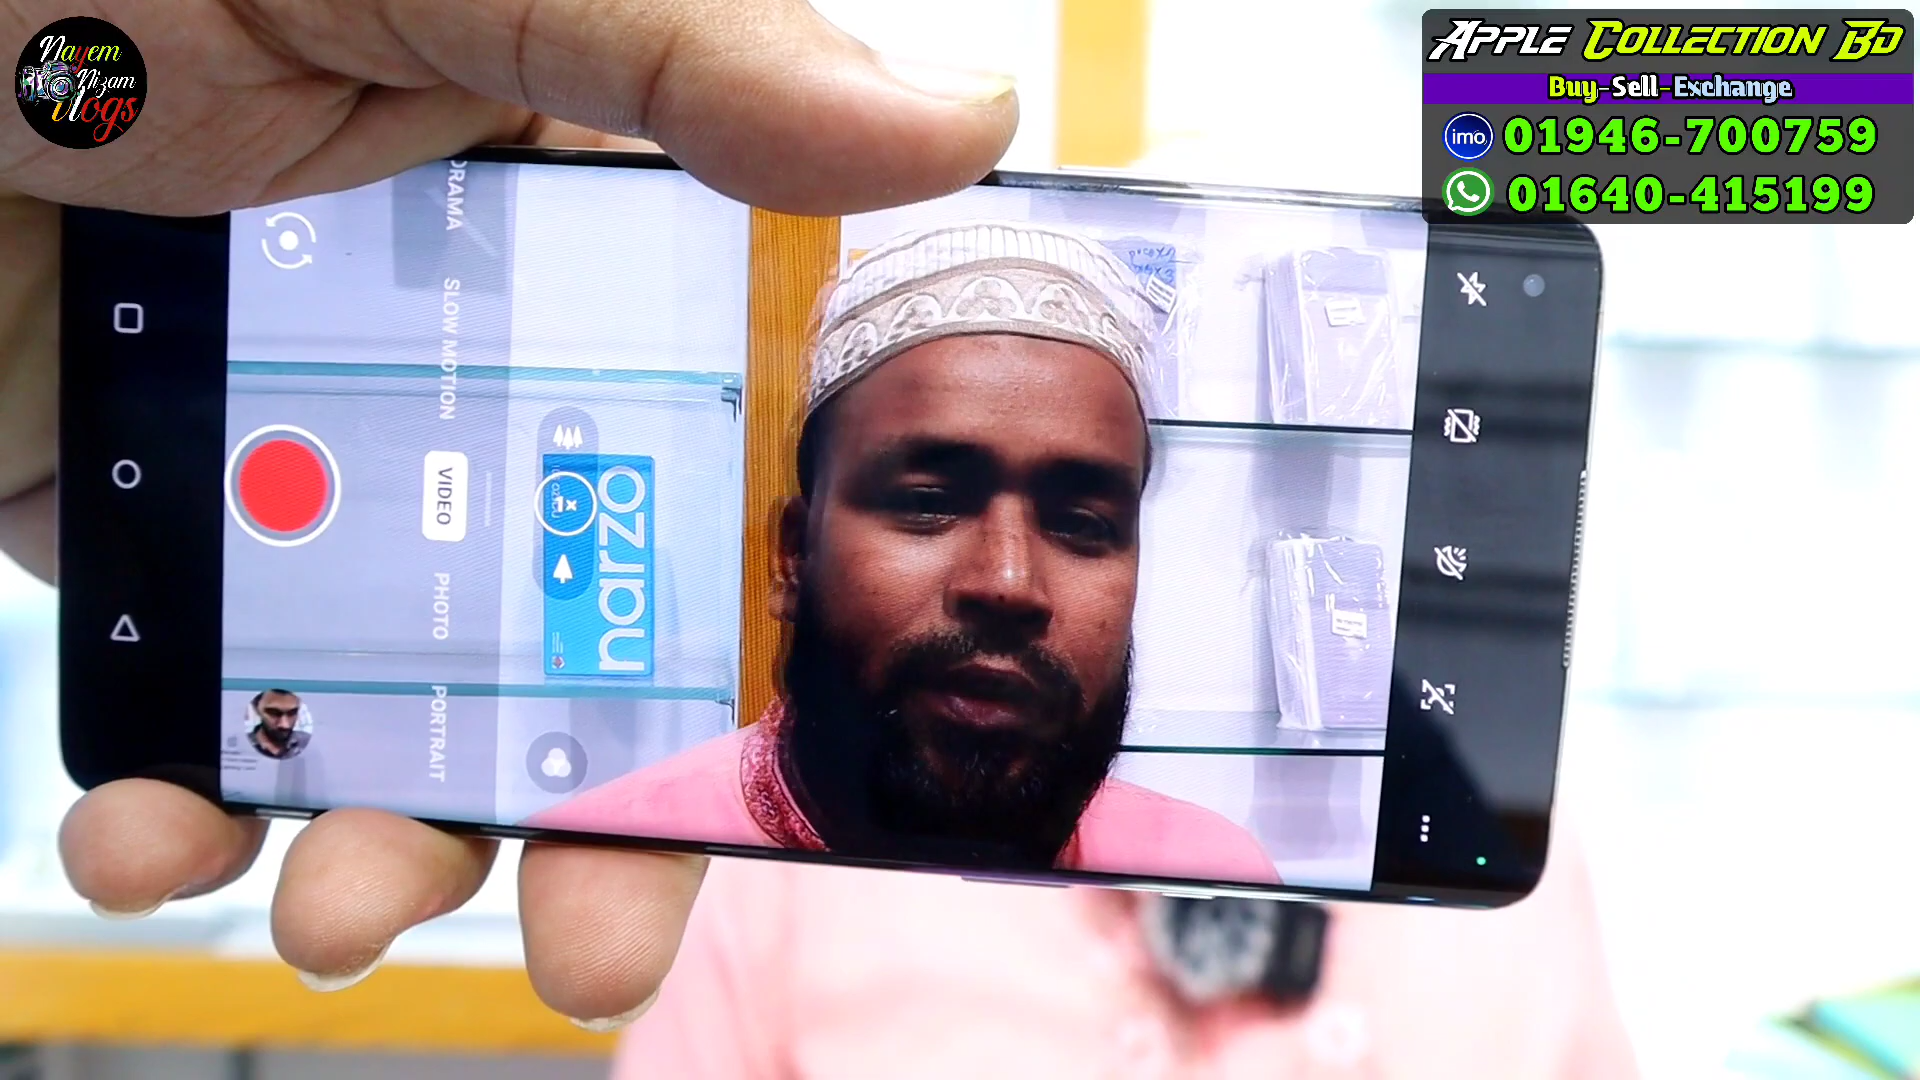 Nayem
Nizam
Vlogs
APPLE COLLECTION BD
Buy-Sell-Exchange
imo 01946-700759
01640-415199
SLOW MOTION
VIDEO
PHOTO
PORTRAIT
1x
narzo